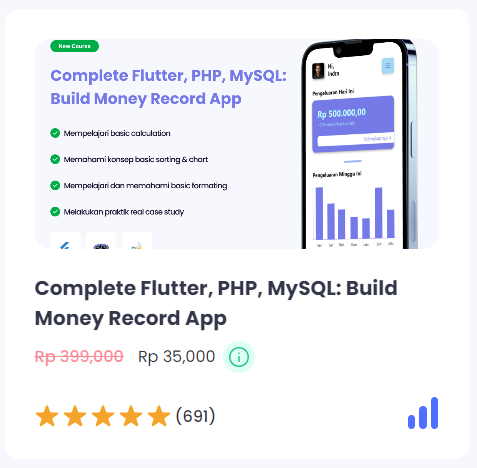 New Course
Complete Flutter, PHP, MySQL:
Build Money Record App
Mempelajari basic calculation
Memahami konsep basic sorting & chart
Mempelajari dan memahami basic formating
Melakukan praktik real case study
Hi,
Indra
Pengeluaran Hari Ini
Rp 500.000,00
Selengkapnya
Pengeluaran Minggu Ini
Complete Flutter, PHP, MySQL: Build
Money Record App
Rp 399,000 Rp 35,000
(691)